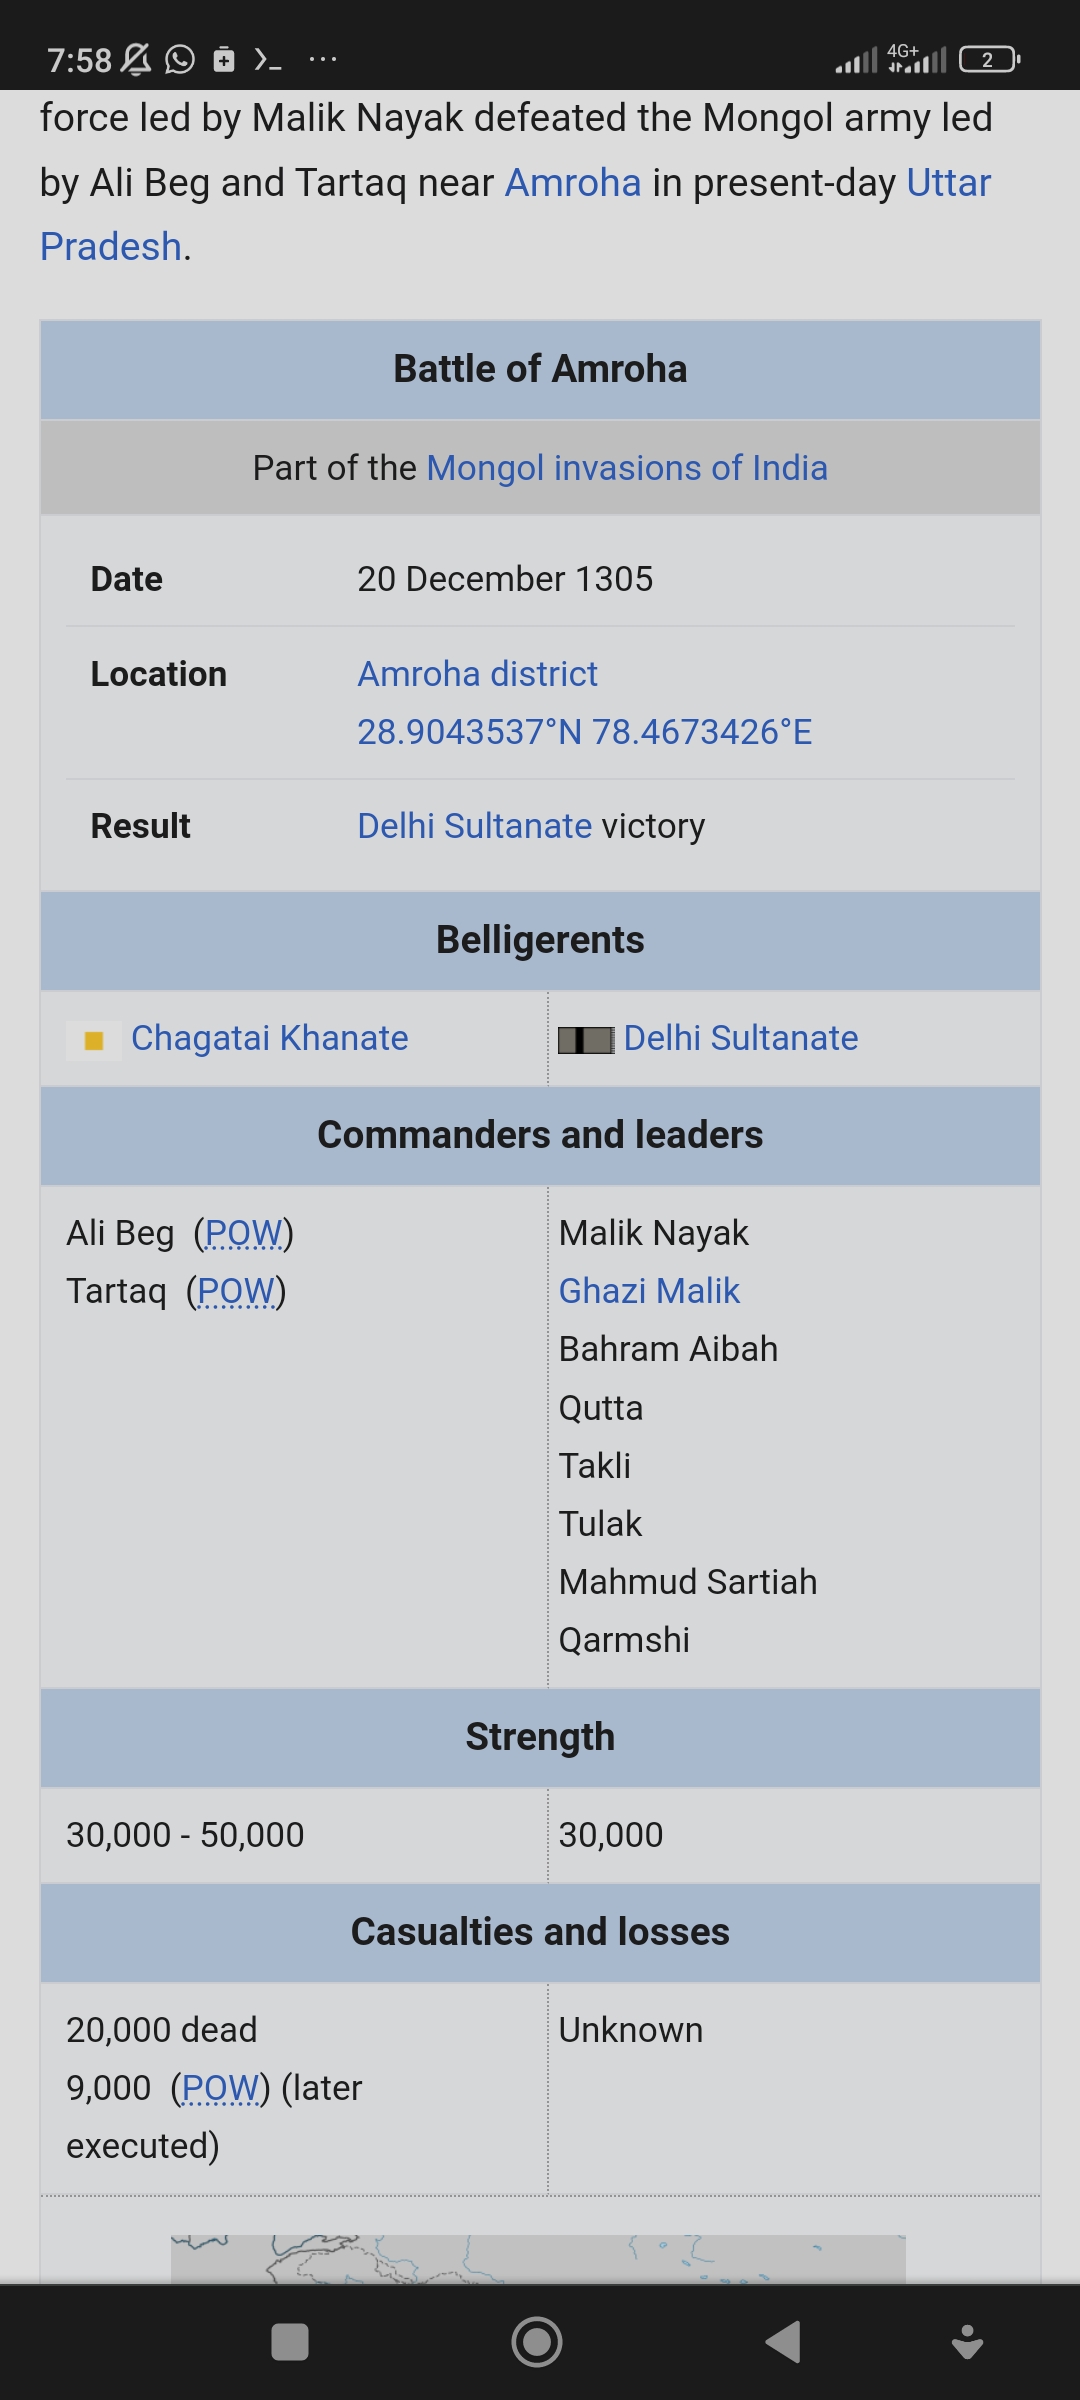 7:58
4G+
2
force led by Malik Nayak defeated the Mongol army led
by Ali Beg and Tartaq near Amroha in present-day Uttar
Pradesh.
Battle of Amroha
Part of the Mongol invasions of India
Date 20 December 1305
Location Amroha district
28.9043537°N 78.4673426°E
Result Delhi Sultanate victory
Belligerents
Chagatai Khanate Delhi Sultanate
Commanders and leaders
Ali Beg (POW)
Tartaq (POW)
Malik Nayak
Ghazi Malik
Bahram Aibah
Qutta
Takli
Tulak
Mahmud Sartiah
Qarmshi
Strength
30,000 - 50,000 30,000
Casualties and losses
20,000 dead
9,000 (POW) (later
executed)
Unknown